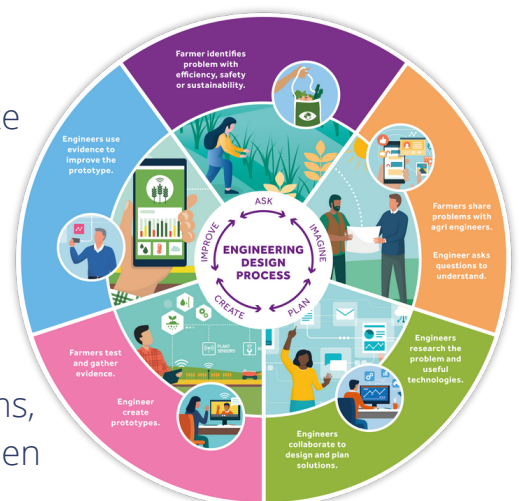 Farmer identifies
problem with
efficiency, safety
or sustainability.
Farmers share
problems with
agri engineers.
Engineer asks
questions to
understand.
Engineers
research the
problem and
useful
technologies.
Engineers
collaborate to
design and plan
solutions.
Engineer
create
prototypes.
Farmers test
and gather
evidence.
Engineers use
evidence to
improve the
prototype.
ASK
IMAGINE
PLAN
CREATE
IMPROVE
ENGINEERING
DESIGN
PROCESS
PLANT
SENSORS
ns,
en